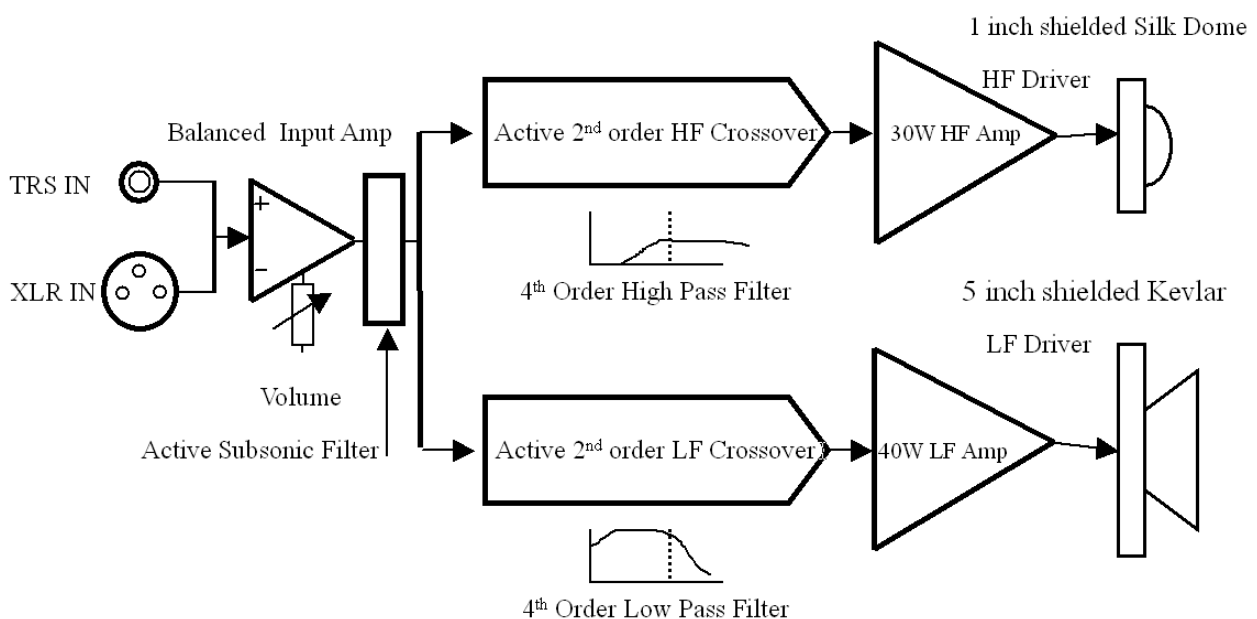 1 inch shielded Silk Dome
HF Driver
Balanced Input Amp
TRS IN
+
−
XLR IN
Volume
Active Subsonic Filter
Active 2nd order HF Crossover
30W HF Amp
4th Order High Pass Filter
5 inch shielded Kevlar
LF Driver
Active 2nd order LF Crossover
40W LF Amp
4th Order Low Pass Filter